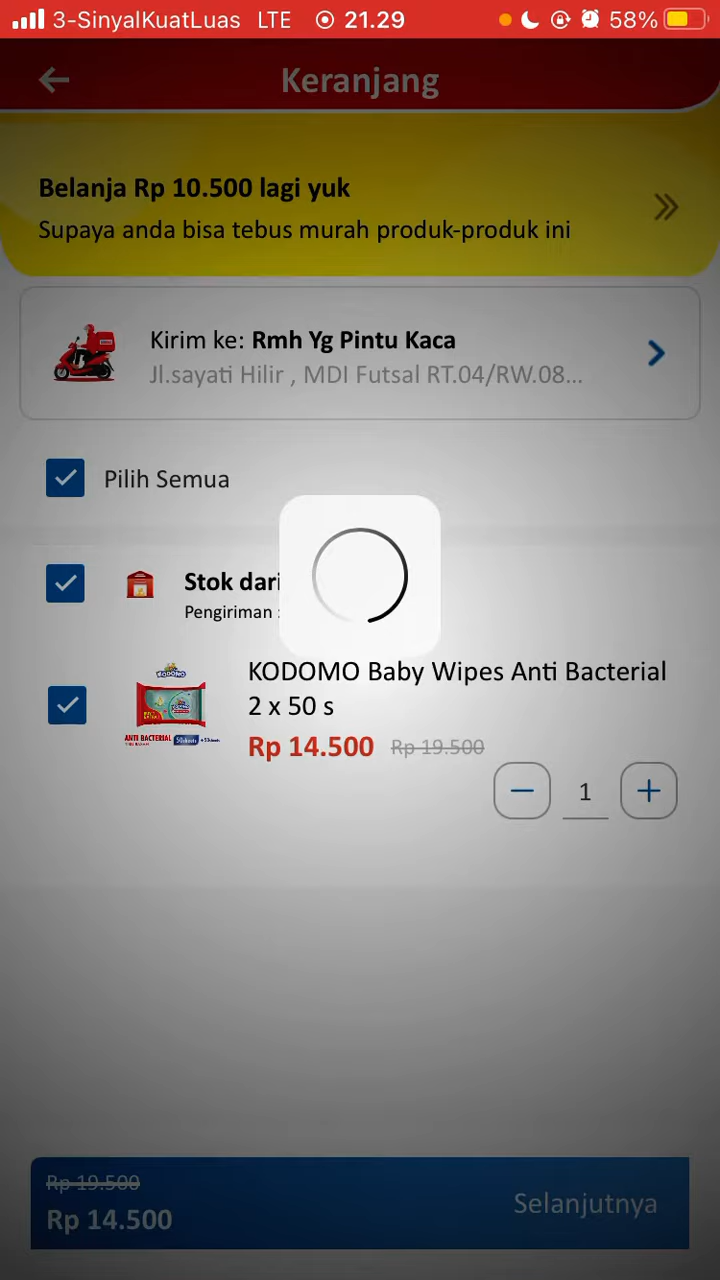 3-SinyalKuatLuas LTE 21.29 58%
Keranjang
Belanja Rp 10.500 lagi yuk
Supaya anda bisa tebus murah produk-produk ini
Kirim ke: Rmh Yg Pintu Kaca
Jl.sayati Hilir , MDI Futsal RT.04/RW.08...
Pilih Semua
Stok dari
Pengiriman :
KODOMO
KODOMO Baby Wipes Anti Bacterial
2 x 50 s
ANTI BACTERIAL
Rp 14.500 Rp 19.500
1
Rp 19.500
Rp 14.500
Selanjutnya